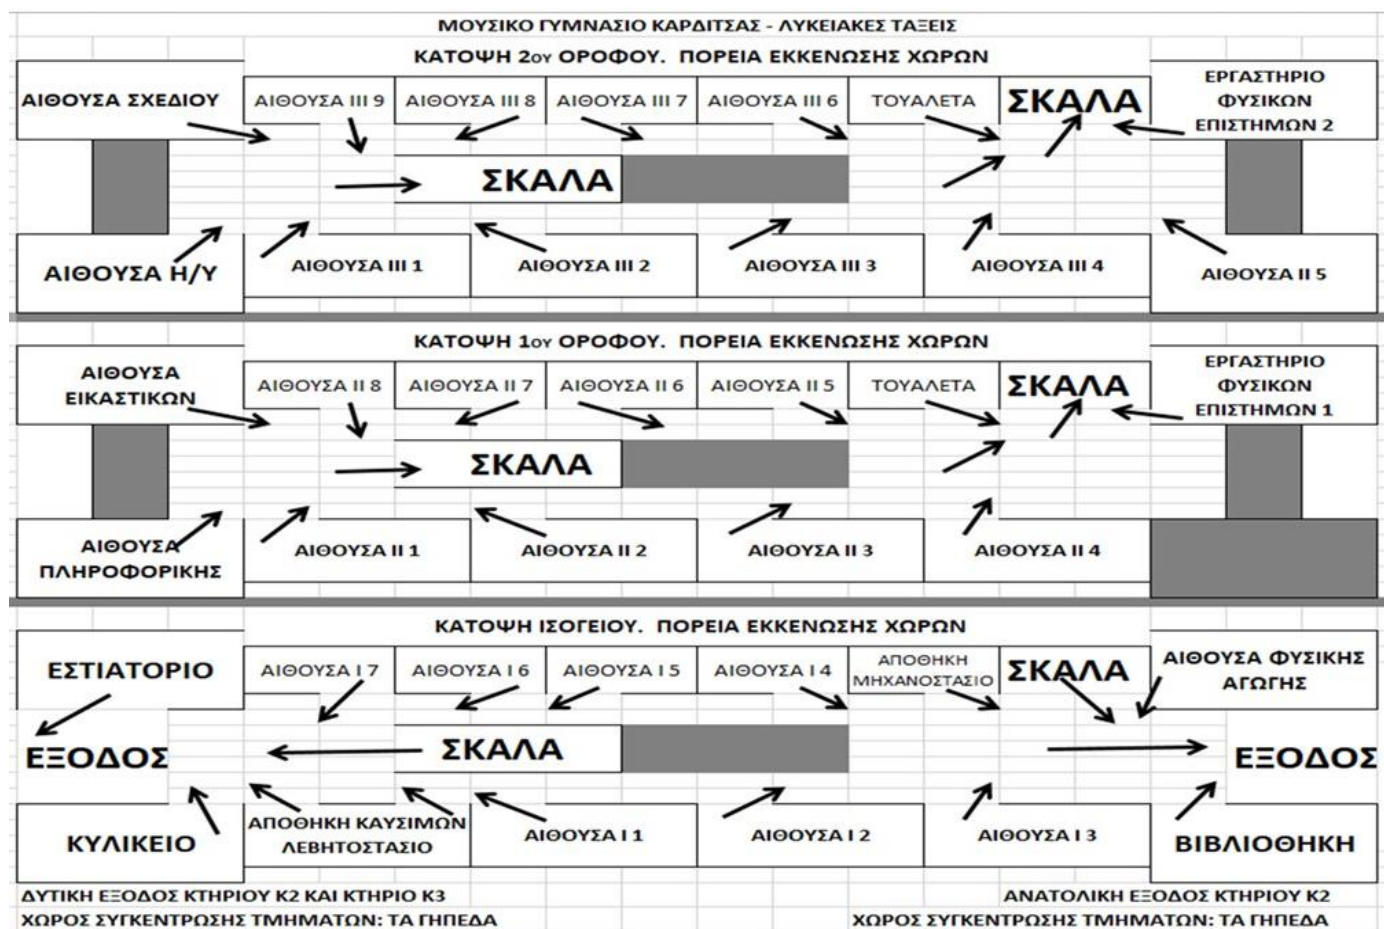 ΜΟΥΣΙΚΟ ΓΥΜΝΑΣΙΟ ΚΑΡΔΙΤΣΑΣ - ΛΥΚΕΙΑΚΕΣ ΤΑΞΕΙΣ
ΚΑΤΟΨΗ 2ΟΥ ΟΡΟΦΟΥ. ΠΟΡΕΙΑ ΕΚΚΕΝΩΣΗΣ ΧΩΡΩΝ
ΑΙΘΟΥΣΑ ΣΧΕΔΙΟΥ
ΑΙΘΟΥΣΑ ΙΙΙ 9
ΑΙΘΟΥΣΑ ΙΙΙ 8
ΑΙΘΟΥΣΑ ΙΙΙ 7
ΑΙΘΟΥΣΑ ΙΙΙ 6
ΤΟΥΑΛΕΤΑ
ΣΚΑΛΑ
ΕΡΓΑΣΤΗΡΙΟ
ΦΥΣΙΚΩΝ
ΕΠΙΣΤΗΜΩΝ 2
ΣΚΑΛΑ
ΑΙΘΟΥΣΑ Η/Υ
ΑΙΘΟΥΣΑ ΙΙΙ 1
ΑΙΘΟΥΣΑ ΙΙΙ 2
ΑΙΘΟΥΣΑ ΙΙΙ 3
ΑΙΘΟΥΣΑ ΙΙΙ 4
ΑΙΘΟΥΣΑ ΙΙ 5
ΚΑΤΟΨΗ 1ΟΥ ΟΡΟΦΟΥ. ΠΟΡΕΙΑ ΕΚΚΕΝΩΣΗΣ ΧΩΡΩΝ
ΑΙΘΟΥΣΑ
ΕΙΚΑΣΤΙΚΩΝ
ΑΙΘΟΥΣΑ ΙΙ 8
ΑΙΘΟΥΣΑ ΙΙ 7
ΑΙΘΟΥΣΑ ΙΙ 6
ΑΙΘΟΥΣΑ ΙΙ 5
ΤΟΥΑΛΕΤΑ
ΣΚΑΛΑ
ΕΡΓΑΣΤΗΡΙΟ
ΦΥΣΙΚΩΝ
ΕΠΙΣΤΗΜΩΝ 1
ΣΚΑΛΑ
ΑΙΘΟΥΣΑ
ΠΛΗΡΟΦΟΡΙΚΗΣ
ΑΙΘΟΥΣΑ ΙΙ 1
ΑΙΘΟΥΣΑ ΙΙ 2
ΑΙΘΟΥΣΑ ΙΙ 3
ΑΙΘΟΥΣΑ ΙΙ 4
ΚΑΤΟΨΗ ΙΣΟΓΕΙΟΥ. ΠΟΡΕΙΑ ΕΚΚΕΝΩΣΗΣ ΧΩΡΩΝ
ΕΣΤΙΑΤΟΡΙΟ
ΑΙΘΟΥΣΑ Ι 7
ΑΙΘΟΥΣΑ Ι 6
ΑΙΘΟΥΣΑ Ι 5
ΑΙΘΟΥΣΑ Ι 4
ΑΠΟΘΗΚΗ
ΜΗΧΑΝΟΣΤΑΣΙΟ
ΣΚΑΛΑ
ΑΙΘΟΥΣΑ ΦΥΣΙΚΗΣ
ΑΓΩΓΗΣ
ΕΞΟΔΟΣ
ΣΚΑΛΑ
ΕΞΟΔΟΣ
ΚΥΛΙΚΕΙΟ
ΑΠΟΘΗΚΗ ΚΑΥΣΙΜΩΝ
ΛΕΒΗΤΟΣΤΑΣΙΟ
ΑΙΘΟΥΣΑ Ι 1
ΑΙΘΟΥΣΑ Ι 2
ΑΙΘΟΥΣΑ Ι 3
ΒΙΒΛΙΟΘΗΚΗ
ΔΥΤΙΚΗ ΕΞΟΔΟΣ ΚΤΗΡΙΟΥ Κ2 ΚΑΙ ΚΤΗΡΙΟ Κ3
ΑΝΑΤΟΛΙΚΗ ΕΞΟΔΟΣ ΚΤΗΡΙΟΥ Κ2
ΧΩΡΟΣ ΣΥΓΚΕΝΤΡΩΣΗΣ ΤΜΗΜΑΤΩΝ: ΤΑ ΓΗΠΕΔΑ
ΧΩΡΟΣ ΣΥΓΚΕΝΤΡΩΣΗΣ ΤΜΗΜΑΤΩΝ: ΤΑ ΓΗΠΕΔΑ